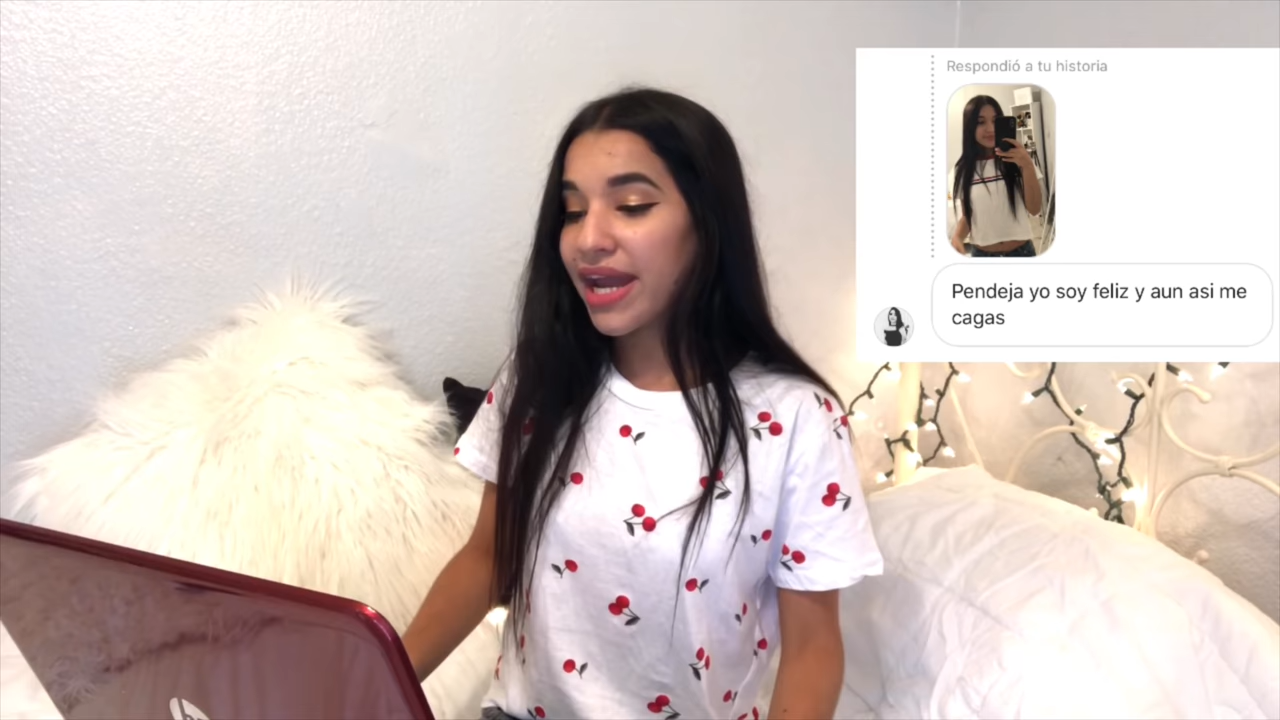 Respondió a tu historia
Pendeja yo soy feliz y aun asi me
cagas